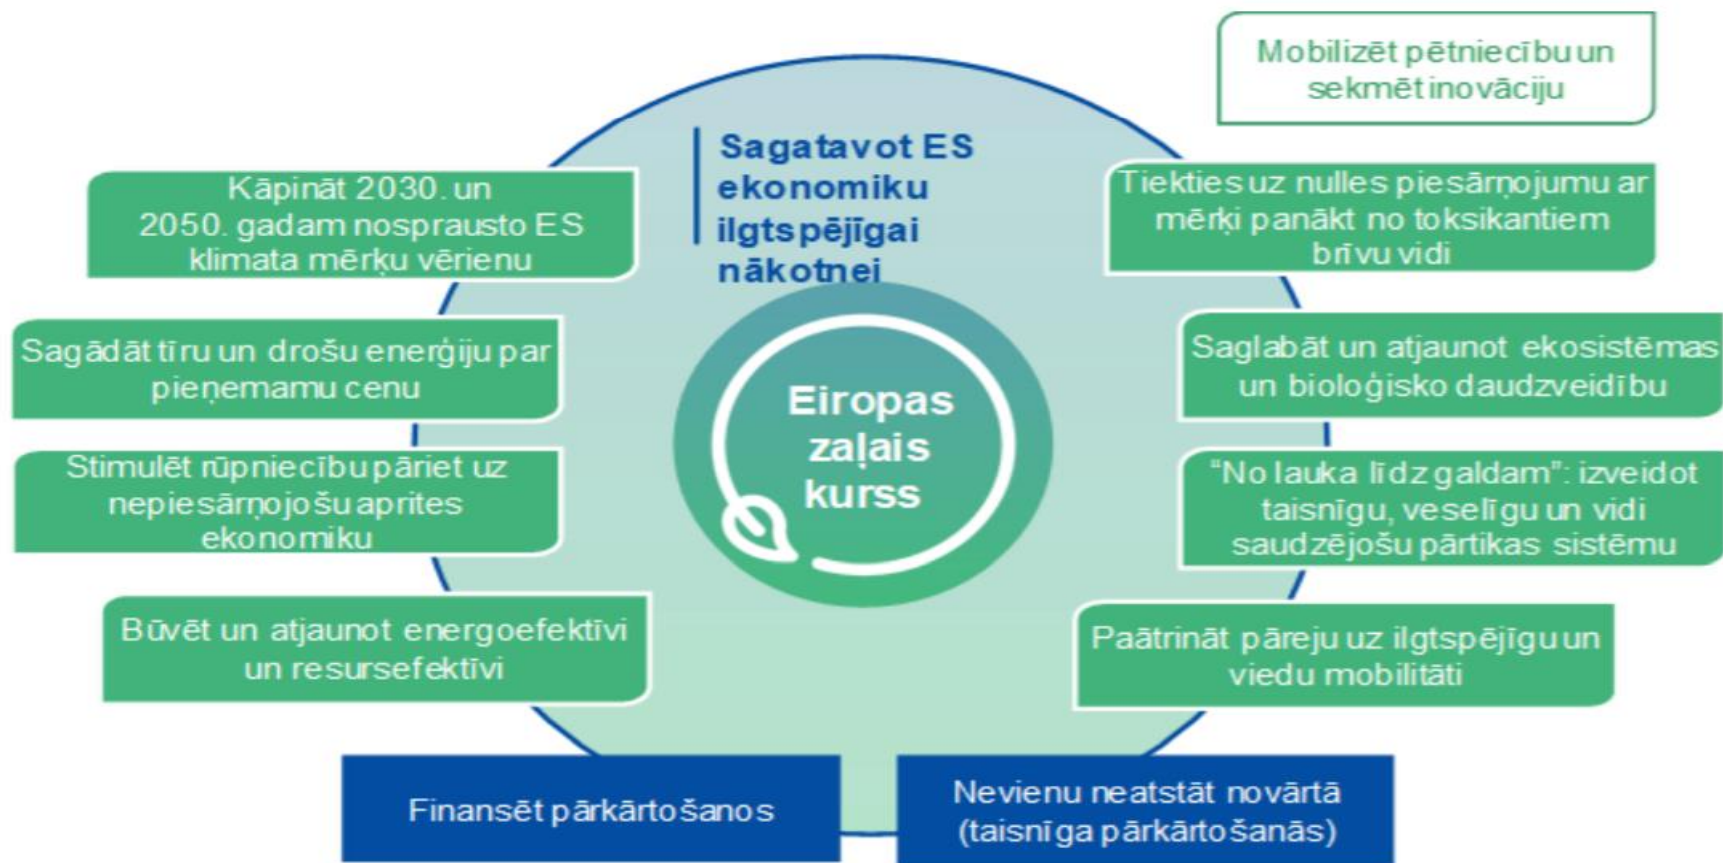 Mobilizēt pētniecību un
sekmēt inovāciju
Sagatavot ES
ekonomiku
ilgtspējīgai
nākotnei
Kāpināt 2030. un
2050. gadam nosprausto ES
klimata mērķu vērienu
Tiekties uz nulles piesārņojumu ar
mērķi panākt no toksikantiem
brīvu vidi
Sagādāt tīru un drošu enerģiju par
pieņemamu cenu
Saglabāt un atjaunot ekosistēmas
un bioloģisko daudzveidību
Eiropas
zaļais
kurss
Stimulēt rūpniecību pāriet uz
nepiesārņojošu aprites
ekonomiku
“No lauka līdz galdam”: izveidot
taisnīgu, veselīgu un vidi
saudzējošu pārtikas sistēmu
Būvēt un atjaunot energoefektīvi
un resursefektīvi
Paātrināt pāreju uz ilgtspējīgu un
viedu mobilitāti
Finansēt pārkārtošanos
Nevienu neatstāt novārtā
(taisnīga pārkārtošanās)